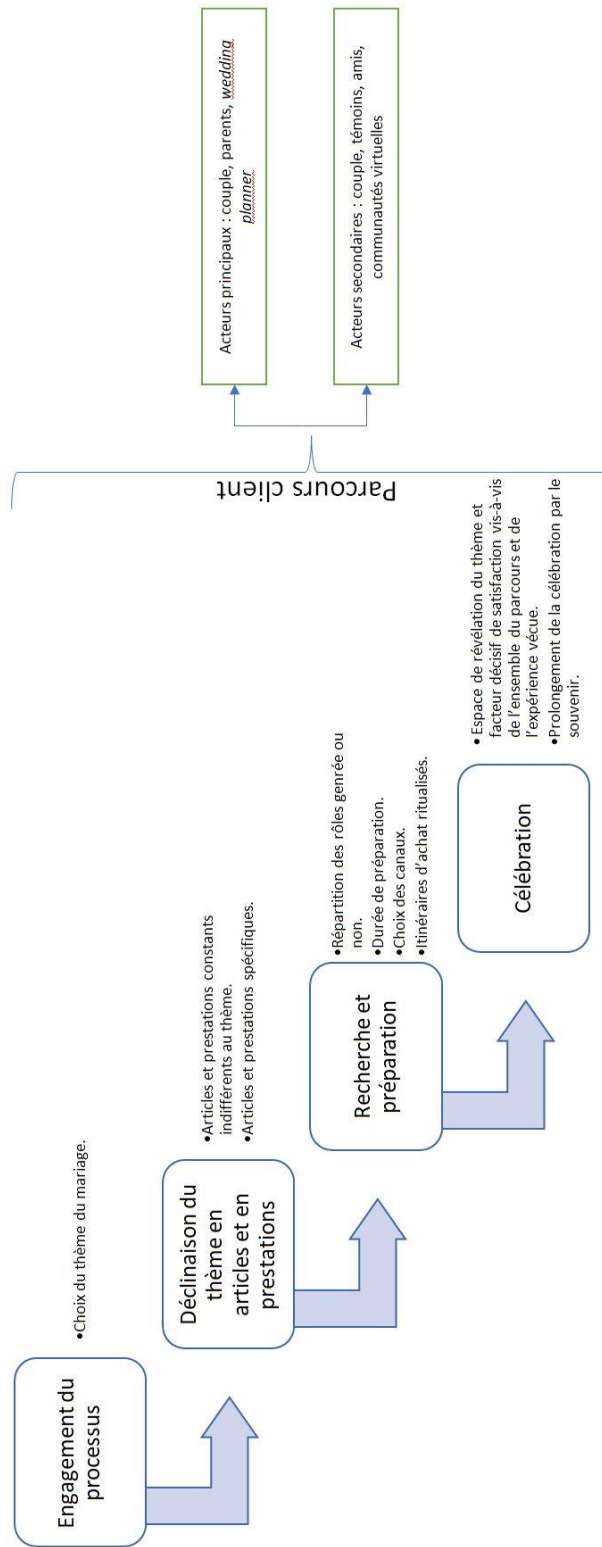 Engagement du
processus
•Choix du thème du mariage.
Déclinaison du
thème en
articles et en
prestations
•Articles et prestations constants
indifférents au thème.
•Articles et prestations spécifiques.
Recherche et
préparation
•Répartition des rôles genrée ou
non.
•Durée de préparation.
•Choix des canaux.
•Itinéraires d'achat ritualisés.
Célébration
•Espace de révélation du thème et
facteur décisif de satisfaction vis-à-vis
de l'ensemble du parcours et de
l'expérience vécue.
•Prolongement de la célébration par le
souvenir.
Parcours client
Acteurs principaux : couple, parents, wedding
planner
Acteurs secondaires : couple, témoins, amis,
communautés virtuelles